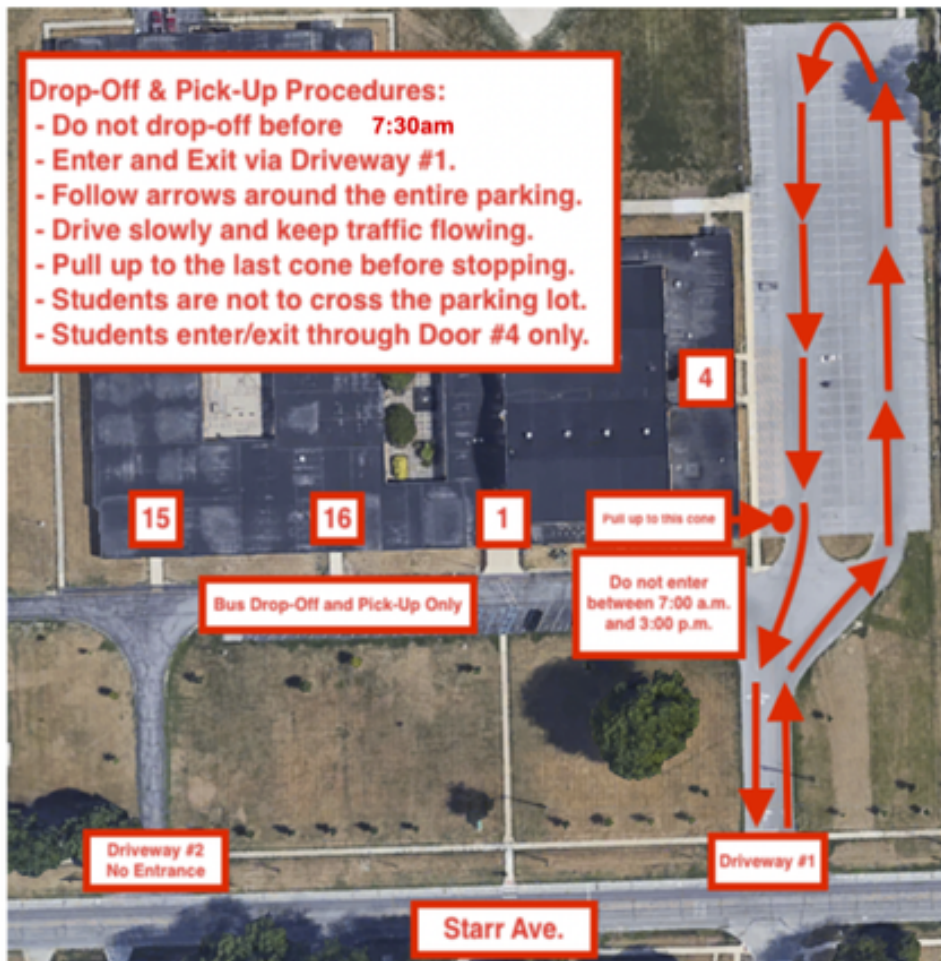 Drop-Off & Pick-Up Procedures:
- Do not drop-off before 7:30am
- Enter and Exit via Driveway #1.
- Follow arrows around the entire parking.
- Drive slowly and keep traffic flowing.
- Pull up to the last cone before stopping.
- Students are not to cross the parking lot.
- Students enter/exit through Door #4 only.
4
15
16
1
Pull up to this cone
Do not enter
between 7:00 a.m.
and 3:00 p.m.
Bus Drop-Off and Pick-Up Only
Driveway #2
No Entrance
Driveway #1
Starr Ave.